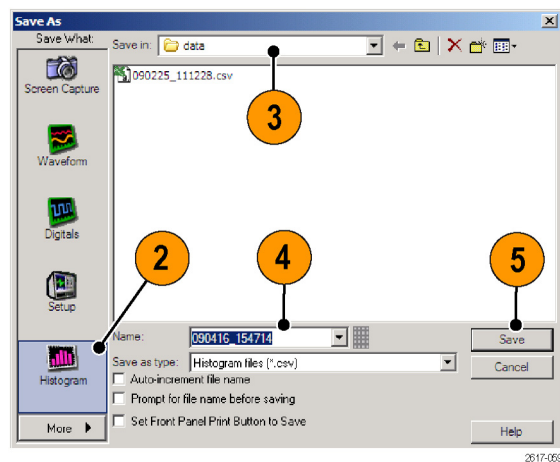 Save As
Save What:
Save in: data
Screen Capture
090225_111228.csv
3
Waveform
Digitals
2
4
5
Setup
Name: 090416_154714
Save
Save as type: Histogram files (*.csv)
Cancel
Histogram
Auto-increment file name
Prompt for file name before saving
Set Front Panel Print Button to Save
More
Help
2617-059